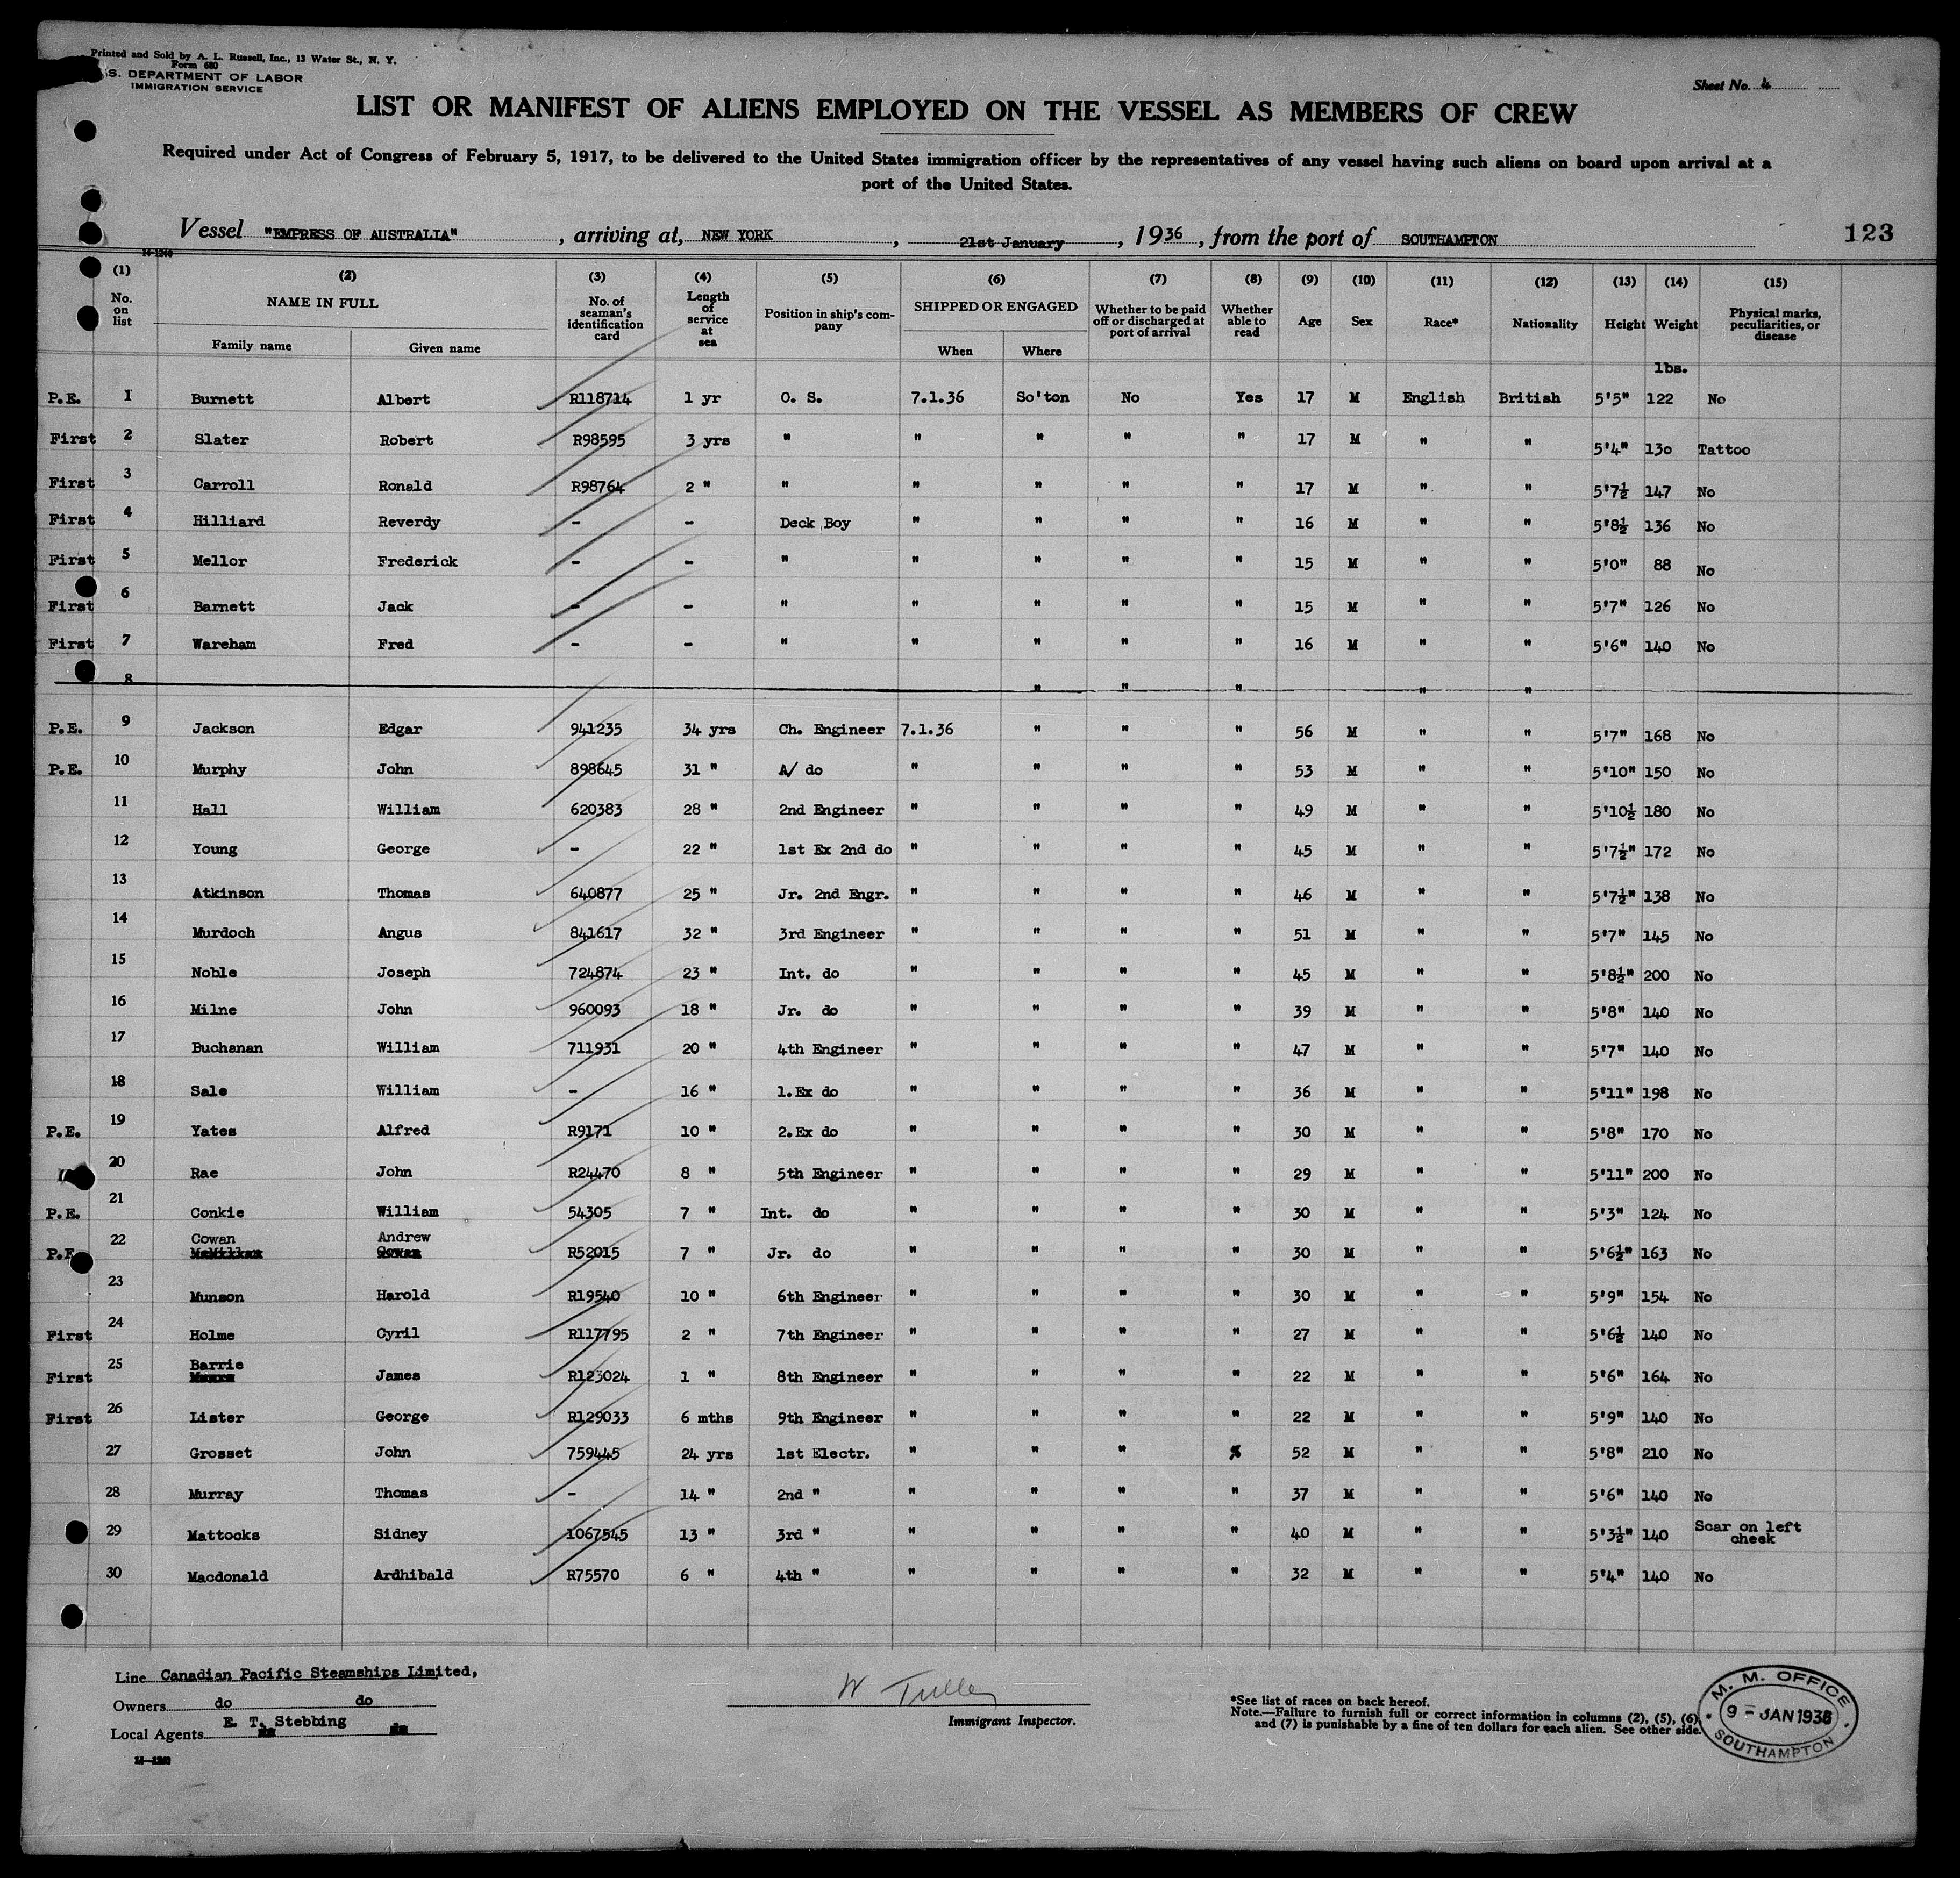 Printed and Sold by A. L. Russell, Inc., 13 Water St., N. Y.
Form 680
S. DEPARTMENT OF LABOR
IMMIGRATION SERVICE
Sheet No. 4
LIST OR MANIFEST OF ALIENS EMPLOYED ON THE VESSEL AS MEMBERS OF CREW
Required under Act of Congress of February 5, 1917, to be delivered to the United States immigration officer by the representatives of any vessel having such aliens on board upon arrival at a
port of the United States.
Vessel "EMPRESS OF AUSTRALIA", arriving at, NEW YORK, 21st January, 1936, from the port of SOUTHAMPTON
123
14-1240
(1) (2) (3) (4) (5) (6) (7) (8) (9) (10) (11) (12) (13) (14) (15)
No. on list NAME IN FULL Family name Given name No. of seaman's identification card Length of service at sea Position in ship's company SHIPPED OR ENGAGED When Where Whether to be paid off or discharged at port of arrival Whether able to read Age Sex Race* Nationality Height Weight Physical marks, peculiarities, or disease
lbs.
P.E. 1 Burnett Albert R118714 1 yr O. S. 7.1.36 So'ton No Yes 17 M English British 5'5" 122 No
First 2 Slater Robert R98595 3 yrs " " " " " 17 M " " 5'4" 130 Tattoo
First 3 Carroll Ronald R98764 2 " " " " " " 17 M " " 5'7½ 147 No
First 4 Hilliard Reverdy - - Deck Boy " " " " 16 M " " 5'8½ 136 No
First 5 Mellor Frederick - - " " " " " 15 M " " 5'0" 88 No
First 6 Barnett Jack - - " " " " " 15 M " " 5'7" 126 No
First 7 Wareham Fred - - " " " " " 16 M " " 5'6" 140 No
8 " " " " "
P.E. 9 Jackson Edgar 941235 34 yrs Ch. Engineer 7.1.36 " " " 56 M " " 5'7" 168 No
P.E. 10 Murphy John 898645 31 " A/ do " " " " 53 M " " 5'10" 150 No
11 Hall William 620383 28 " 2nd Engineer " " " " 49 M " " 5'10½ 180 No
12 Young George - 22 " 1st Ex 2nd do " " " " 45 M " " 5'7½" 172 No
13 Atkinson Thomas 640877 25 " Jr. 2nd Engr. " " " " 46 M " " 5'7½" 138 No
14 Murdoch Angus 841617 32 " 3rd Engineer " " " " 51 M " " 5'7" 145 No
15 Noble Joseph 724874 23 " Int. do " " " " 45 M " " 5'8½" 200 No
16 Milne John 960093 18 " Jr. do " " " " 39 M " " 5'8" 140 No
17 Buchanan William 711931 20 " 4th Engineer " " " " 47 M " " 5'7" 140 No
18 Sale William - 16 " 1.Ex do " " " " 36 M " " 5'11" 198 No
P.E. 19 Yates Alfred R9171 10 " 2.Ex do " " " " 30 M " " 5'8" 170 No
20 Rae John R24470 8 " 5th Engineer " " " " 29 M " " 5'11" 200 No
P.E. 21 Conkie William 54305 7 " Int. do " " " " 30 M " " 5'3" 124 No
Cowan Andrew
P.E. 22 McMillan Cowan R52015 7 " Jr. do " " " " 30 M " " 5'6½" 163 No
23 Munson Harold R19540 10 " 6th Engineer " " " " 30 M " " 5'9" 154 No
First 24 Holme Cyril R117795 2 " 7th Engineer " " " " 27 M " " 5'6½ 140 No
Barrie
First 25 James R123024 1 " 8th Engineer " " " " 22 M " " 5'6" 164 No
First 26 Lister George R129033 6 mths 9th Engineer " " " " 22 M " " 5'9" 140 No
27 Grosset John 759445 24 yrs 1st Electr. " " " 52 M " " 5'8" 210 No
28 Murray Thomas - 14 " 2nd " " " " " 37 M " " 5'6" 140 No
29 Mattocks Sidney 1067545 13 " 3rd " " " " " 40 M " " 5'3½" 140 Scar on left cheek
30 Macdonald Ardhibald R75570 6 " 4th " " " " " 32 M " " 5'4" 140 No
Line Canadian Pacific Steamships Limited,
Owners do do
Local Agents E. T. Stebbing
14-1240
W Tulley
Immigrant Inspector.
*See list of races on back hereof.
Note.—Failure to furnish full or correct information in columns (2), (5), (6)
and (7) is punishable by a fine of ten dollars for each alien. See other side.
M. M. OFFICE
9 - JAN 1936
SOUTHAMPTON